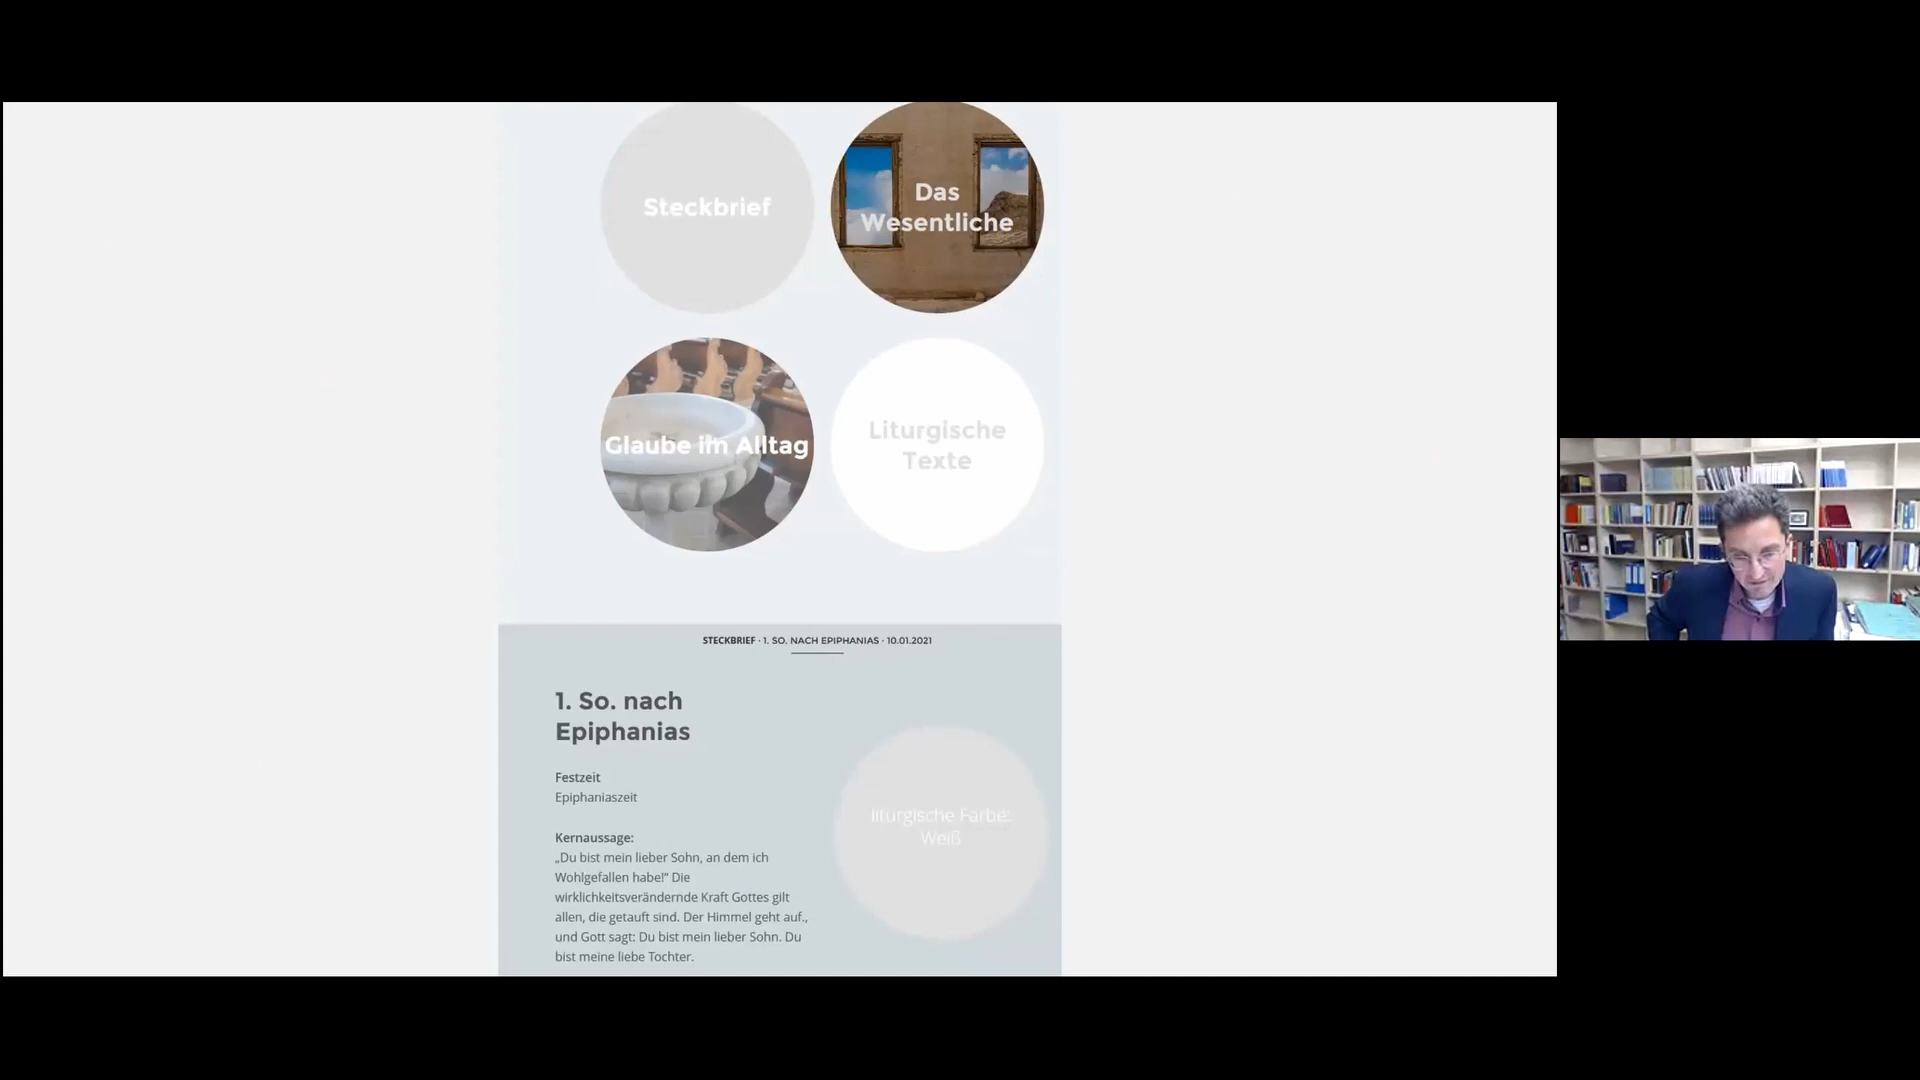 Steckbrief
Das
Wesentliche
Glaube im Alltag
Liturgische
Texte
STECKBRIEF · 1. SO. NACH EPIPHANIAS · 10.01.2021
1. So. nach
Epiphanias
Festzeit
Epiphaniaszeit
liturgische Farbe:
Weiß
Kernaussage:
„Du bist mein lieber Sohn, an dem ich
Wohlgefallen habe!“ Die
wirklichkeitsverändernde Kraft Gottes gilt
allen, die getauft sind. Der Himmel geht auf.,
und Gott sagt: Du bist mein lieber Sohn. Du
bist meine liebe Tochter.